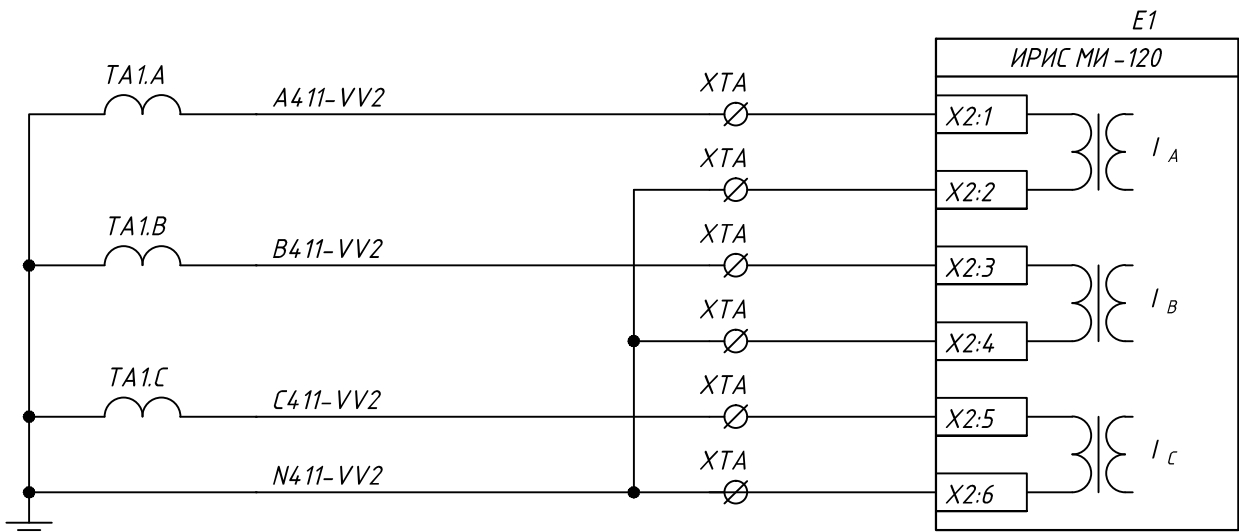 E1
ИРИС МИ-120
TA1.A
A411-VV2
XTA
X2:1
I A
XTA
X2:2
TA1.B
B411-VV2
XTA
X2:3
I B
XTA
X2:4
TA1.C
C411-VV2
XTA
X2:5
I C
N411-VV2
XTA
X2:6